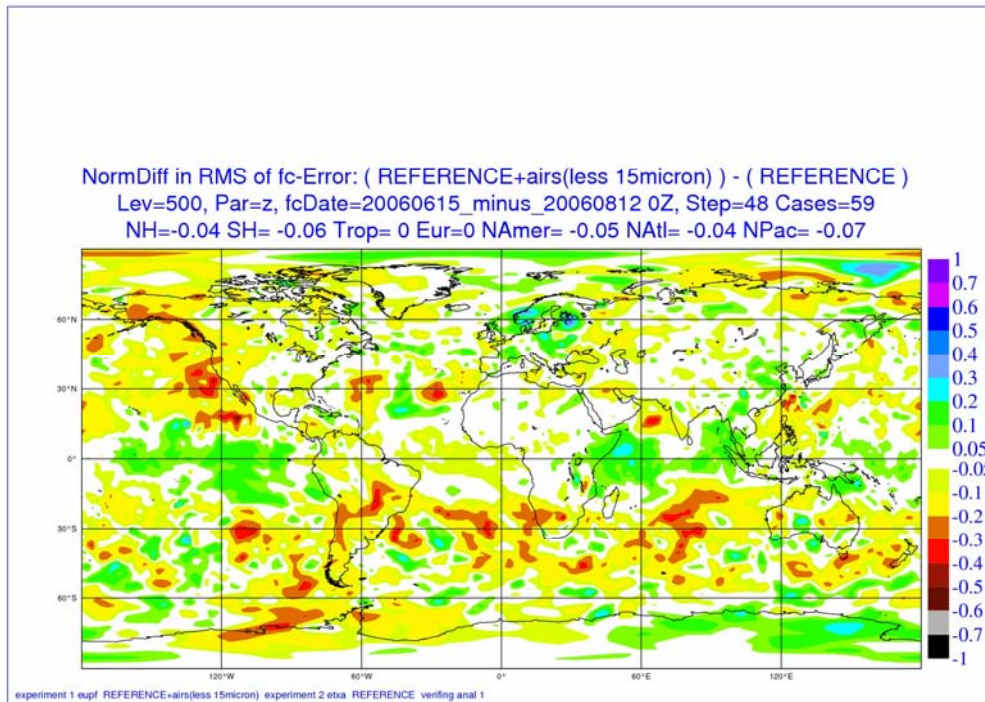 NormDiff in RMS of fc-Error: ( REFERENCE+airs(less 15micron) ) - ( REFERENCE )
Lev=500, Par=z, fcDate=20060615_minus_20060812 0Z, Step=48 Cases=59
NH=-0.04 SH= -0.06 Trop= 0 Eur=0 NAmer= -0.05 NAtl= -0.04 NPac= -0.07
1
0.7
0.6
0.5
0.4
0.3
0.2
0.1
0.05
-0.05
-0.1
-0.2
-0.3
-0.4
-0.5
-0.6
-0.7
-1
60°N
30°N
0°
30°S
60°S
120°W
60°W
0°
60°E
120°E
experiment 1 eupf REFERENCE+airs(less 15micron) experiment 2 etxa REFERENCE verifing anal 1